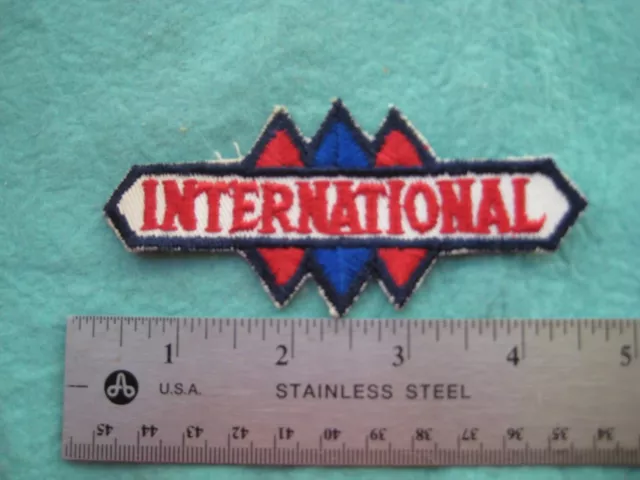 INTERNATIONAL
1 2 3 4 5
U.S.A. STAINLESS STEEL
45 44 43 42 41 40 39 38 37 36 35 34